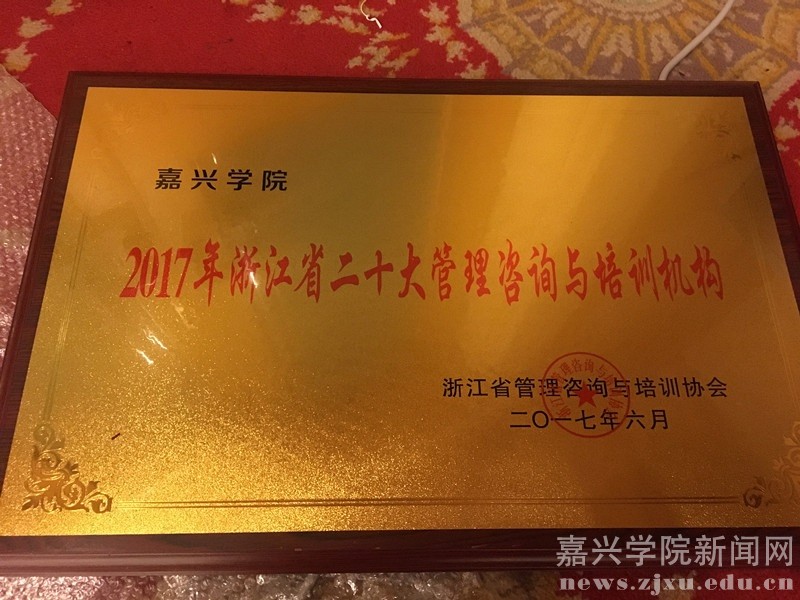 嘉兴学院
2017年浙江省二十大管理咨询与培训机构
浙江省管理咨询与培训协会
二〇一七年六月
嘉兴学院新闻网
news.zjxu.edu.cn